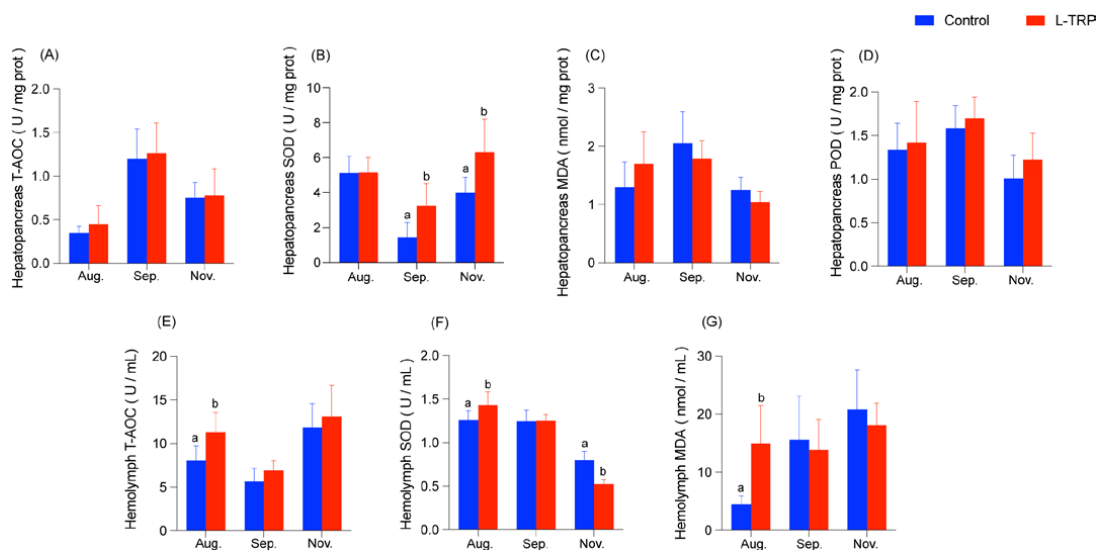 Control L-TRP
(A)
Hepatopancreas T-AOC ( U / mg prot )
2.0
1.5
1.0
0.5
0.0
Aug. Sep. Nov.
(B)
Hepatopancreas SOD ( U / mg prot )
10
8
6
4
2
0
a b
a b
Aug. Sep. Nov.
(C)
Hepatopancreas MDA ( nmol / mg prot )
3
2
1
0
Aug. Sep. Nov.
(D)
Hepatopancreas POD ( U / mg prot )
2.0
1.5
1.0
0.5
0.0
Aug. Sep. Nov.
(E)
Hemolymph T-AOC ( U / mL )
20
15
10
5
0
a b
Aug. Sep. Nov.
(F)
Hemolymph SOD ( U / mL )
2.0
1.5
1.0
0.5
0.0
a b
a b
Aug. Sep. Nov.
(G)
Hemolymph MDA ( nmol / mL )
30
20
10
0
a b
Aug. Sep. Nov.